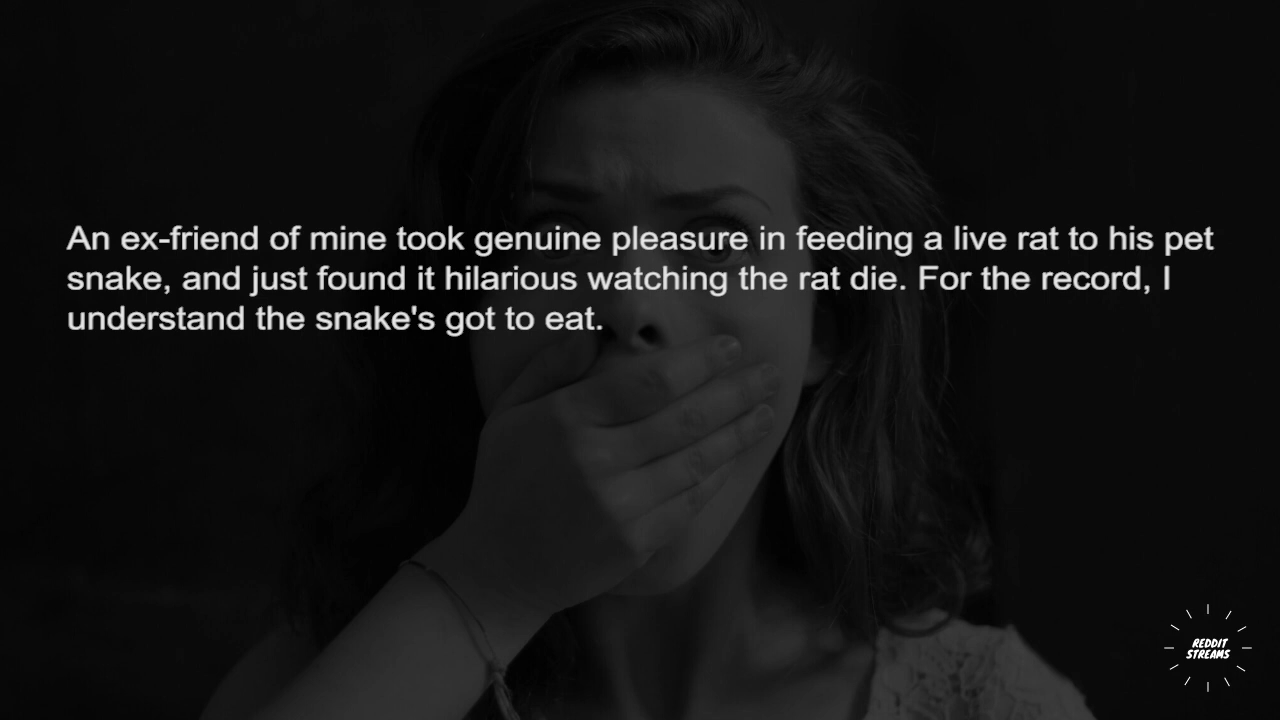 An ex-friend of mine took genuine pleasure in feeding a live rat to his pet
snake, and just found it hilarious watching the rat die. For the record, I
understand the snake's got to eat.
REDDIT
STREAMS